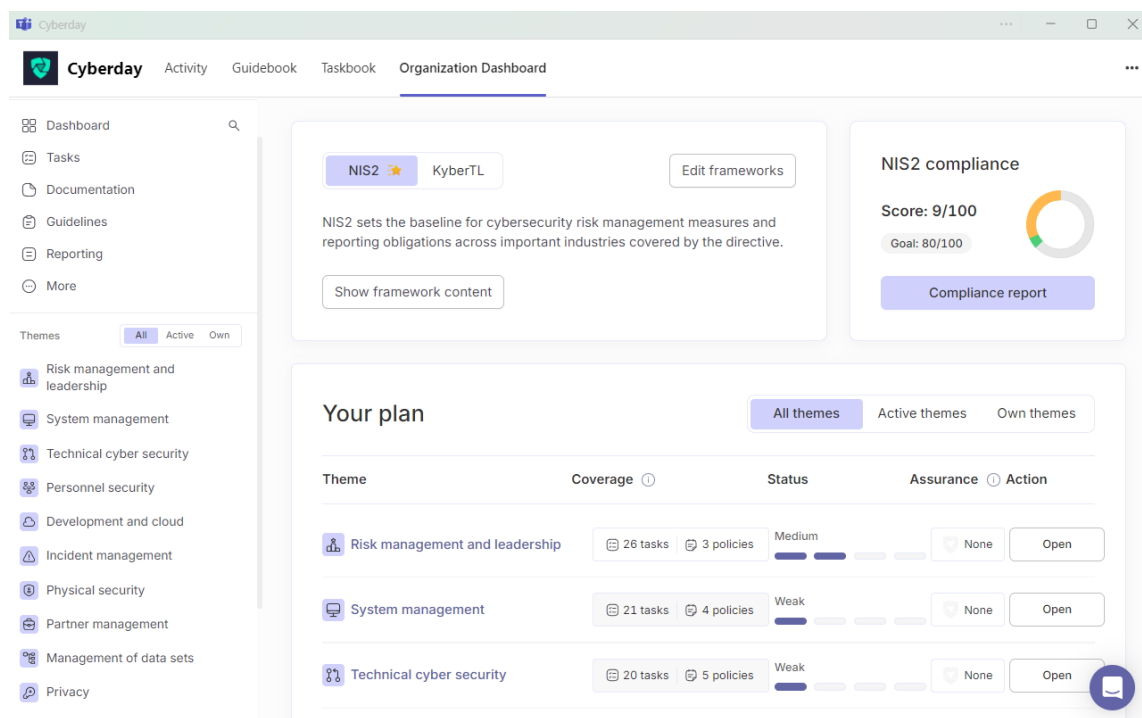 Cyberday
Cyberday Activity Guidebook Taskbook Organization Dashboard
Dashboard
Tasks
Documentation
Guidelines
Reporting
More
Themes All Active Own
Risk management and
leadership
System management
Technical cyber security
Personnel security
Development and cloud
Incident management
Physical security
Partner management
Management of data sets
Privacy
NIS2 KyberTL Edit frameworks
NIS2 sets the baseline for cybersecurity risk management measures and
reporting obligations across important industries covered by the directive.
Show framework content
NIS2 compliance
Score: 9/100
Goal: 80/100
Compliance report
Your plan All themes Active themes Own themes
Theme Coverage Status Assurance Action
Risk management and leadership 26 tasks 3 policies Medium None Open
System management 21 tasks 4 policies Weak None Open
Technical cyber security 20 tasks 5 policies Weak None Open